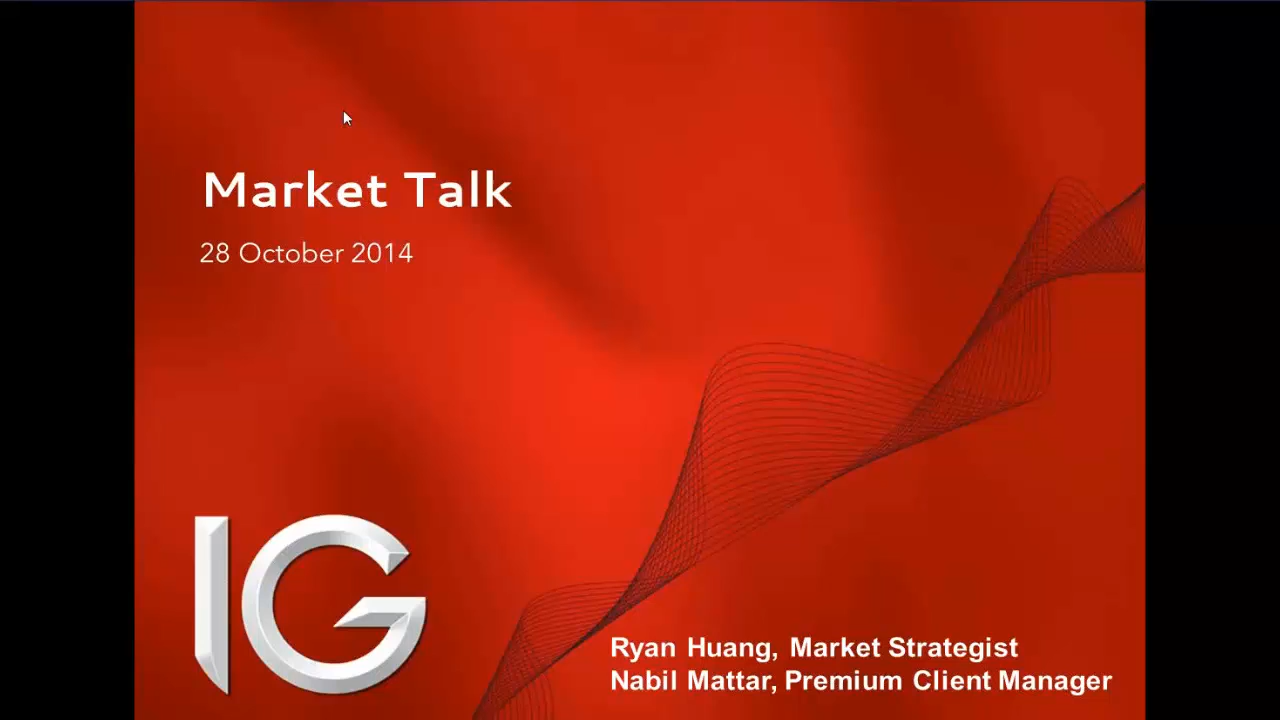 Market Talk
28 October 2014
IG
Ryan Huang, Market Strategist
Nabil Mattar, Premium Client Manager